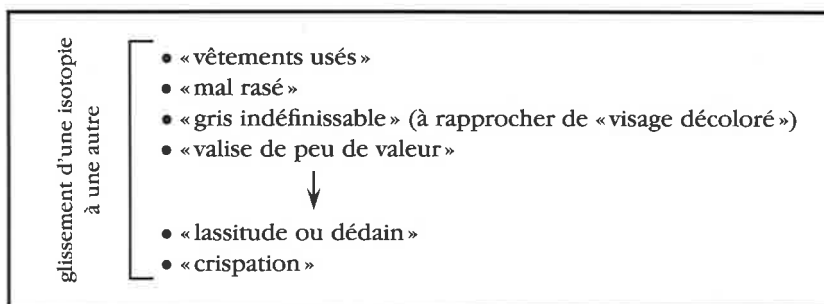 glissement d'une isotopie
à une autre
• «vêtements usés»
• «mal rasé»
• «gris indéfinissable» (à rapprocher de «visage décoloré»)
• «valise de peu de valeur»
• «lassitude ou dédain»
• «crispation»